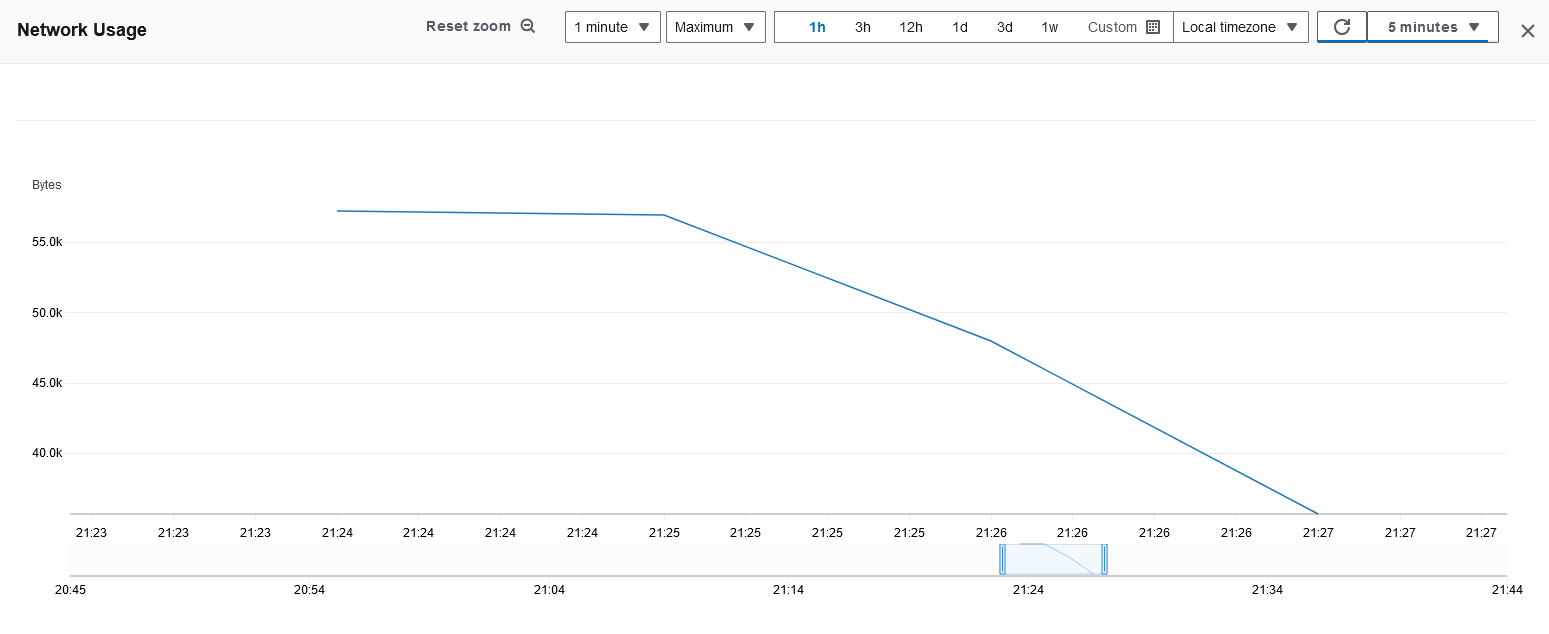 Network Usage
Reset zoom
1 minute
Maximum
1h 3h 12h 1d 3d 1w Custom
Local timezone
5 minutes
Bytes
55.0k
50.0k
45.0k
40.0k
21:23 21:23 21:23 21:24 21:24 21:24 21:24 21:25 21:25 21:25 21:25 21:26 21:26 21:26 21:26 21:27 21:27 21:27
20:45 20:54 21:04 21:14 21:24 21:34 21:44